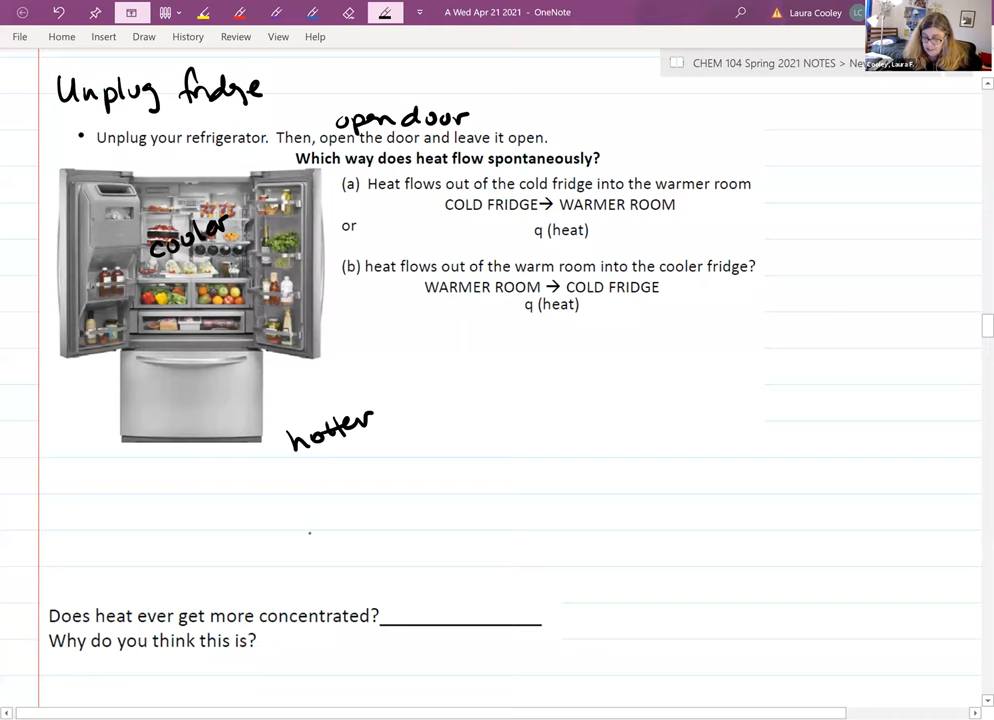 A Wed Apr 21 2021 - OneNote
Laura Cooley
LC
File Home Insert Draw History Review View Help
CHEM 104 Spring 2021 NOTES >
Cooley, Laura F.
Unplug fridge
open door
• Unplug your refrigerator. Then, open the door and leave it open.
Which way does heat flow spontaneously?
(a) Heat flows out of the cold fridge into the warmer room
COLD FRIDGE→ WARMER ROOM
or
q (heat)
cooler
(b) heat flows out of the warm room into the cooler fridge?
WARMER ROOM → COLD FRIDGE
q (heat)
hotter
Does heat ever get more concentrated?_______________
Why do you think this is?